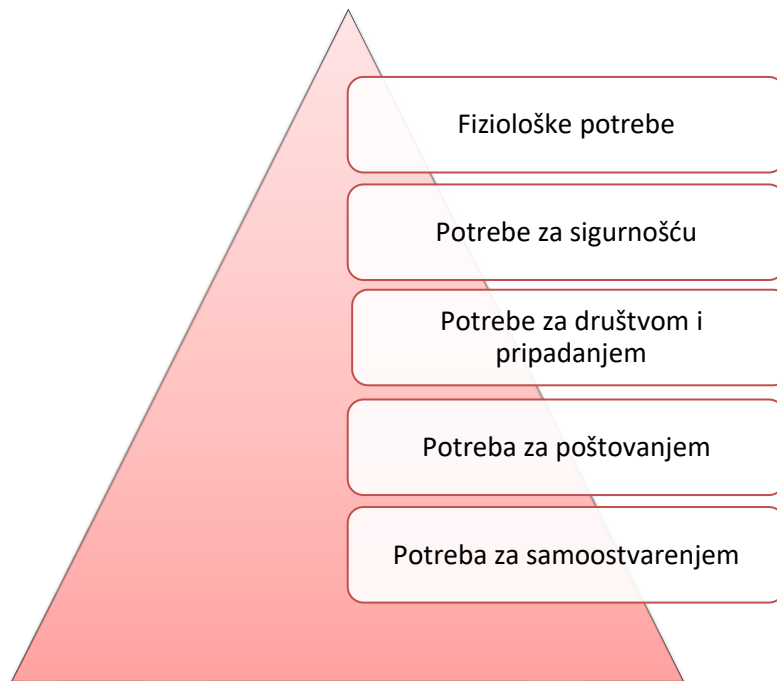 Fiziološke potrebe
Potrebe za sigurnošću
Potrebe za društvom i
pripadanjem
Potreba za poštovanjem
Potreba za samoostvarenjem